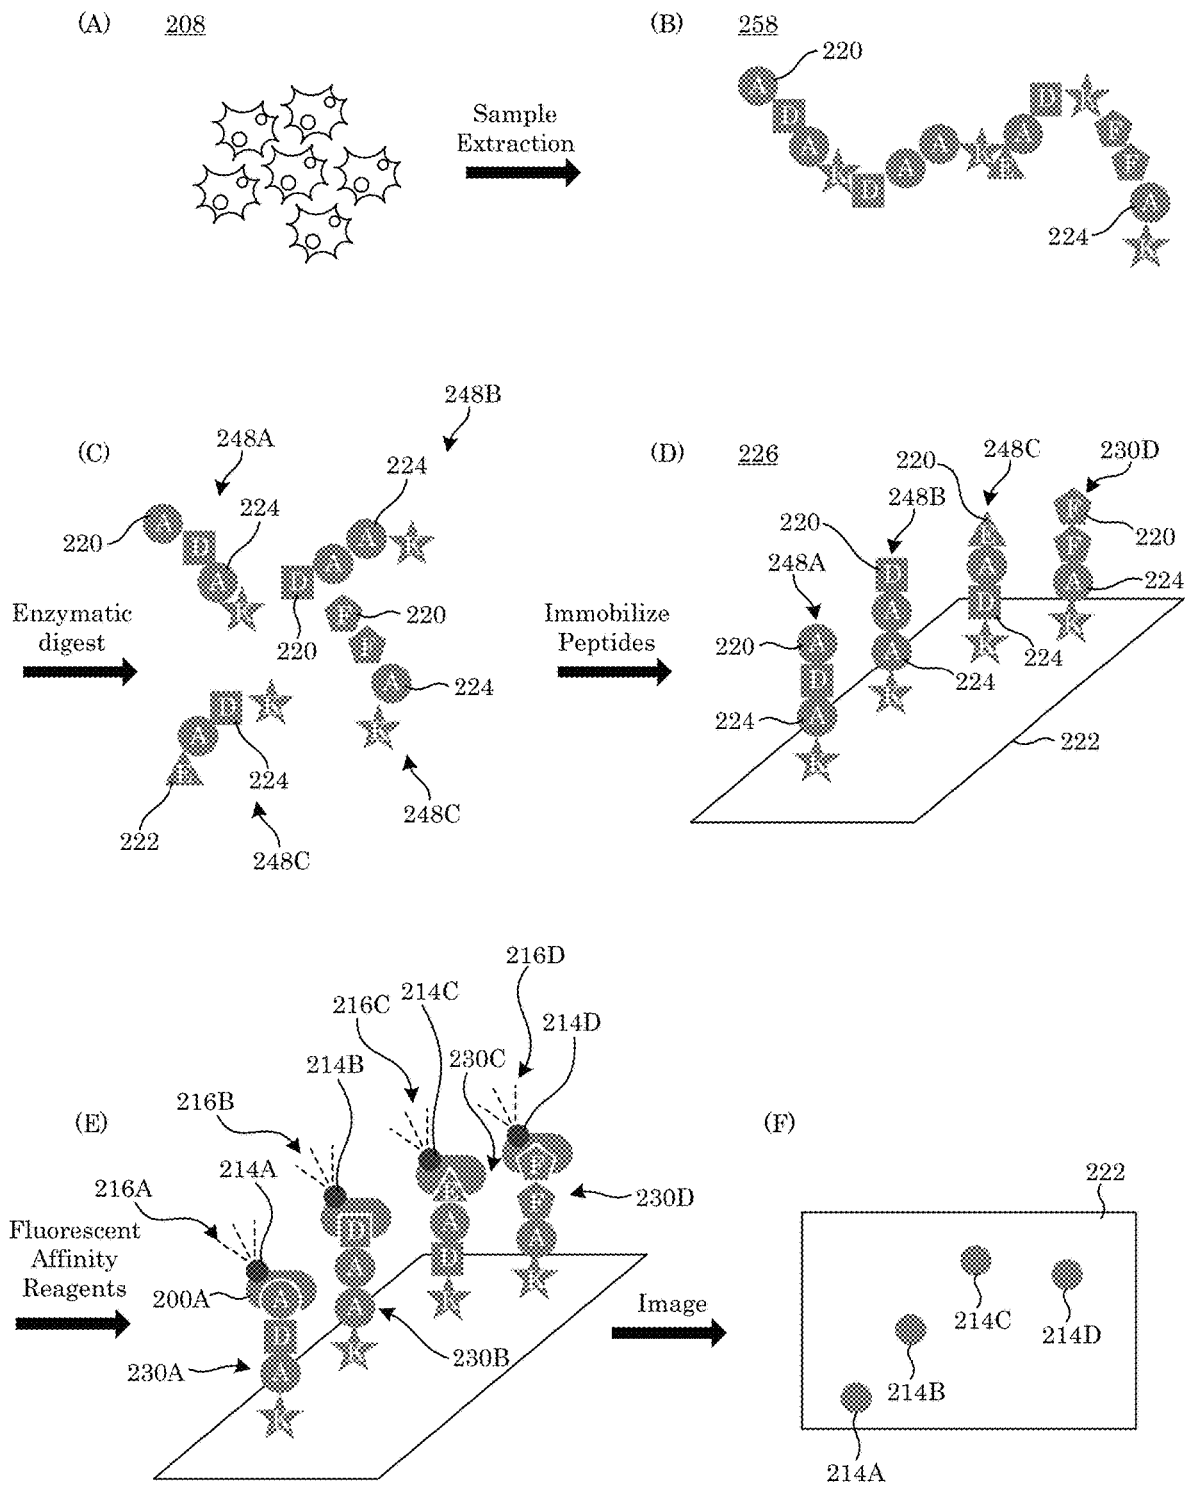 (A) 208
Sample
Extraction
(B) 258
220
A
D
A
K
D
A
A
K
E
A
D
K
F
F
A
224
K
(C)
248A
248B
224
224
220
A
D
A
K
D
A
A
K
220
F
220
F
A
224
K
248C
K
D
A
E
224
222
248C
Enzymatic
digest
Immobilize
Peptides
(D) 226
248A
248B
248C
230D
220
220
220
220
224
224
224
224
222
A
D
A
K
D
A
A
K
E
A
D
K
F
F
A
K
(E)
Fluorescent
Affinity
Reagents
216A
216B
216C
216D
214A
214B
214C
214D
200A
230A
230B
230C
230D
A
D
A
K
D
A
A
K
E
A
D
K
F
F
A
K
Image
(F)
222
214C
214D
214B
214A